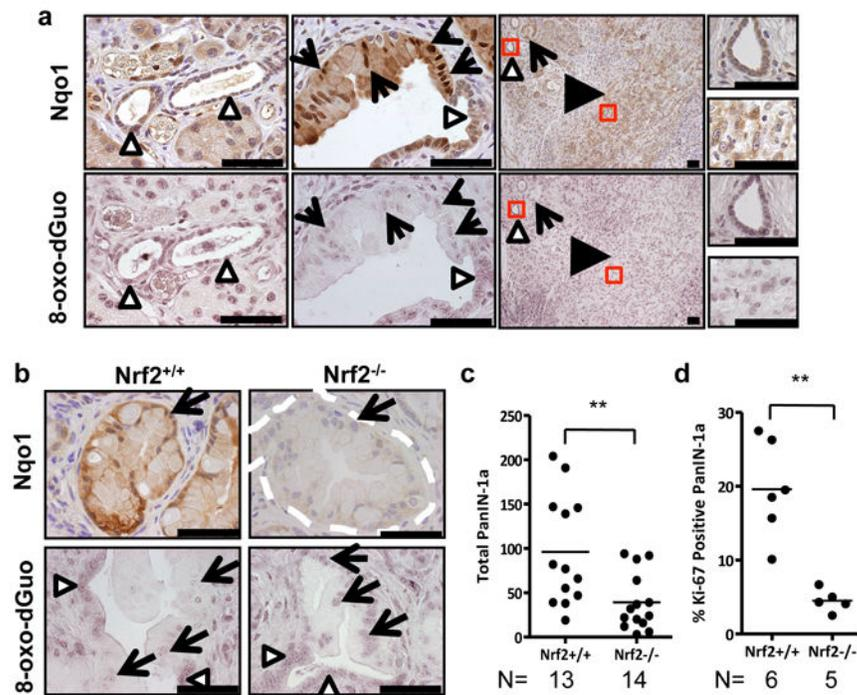 a
Nqo1
8-oxo-dGuo
b
Nrf2+/+
Nrf2-/-
Nqo1
8-oxo-dGuo
c
**
Total PanIN-1a
250
200
150
100
50
0
Nrf2+/+ Nrf2-/-
N= 13 14
d
**
% Ki-67 Positive PanIN-1a
30
20
10
0
Nrf2+/+ Nrf2-/-
N= 6 5